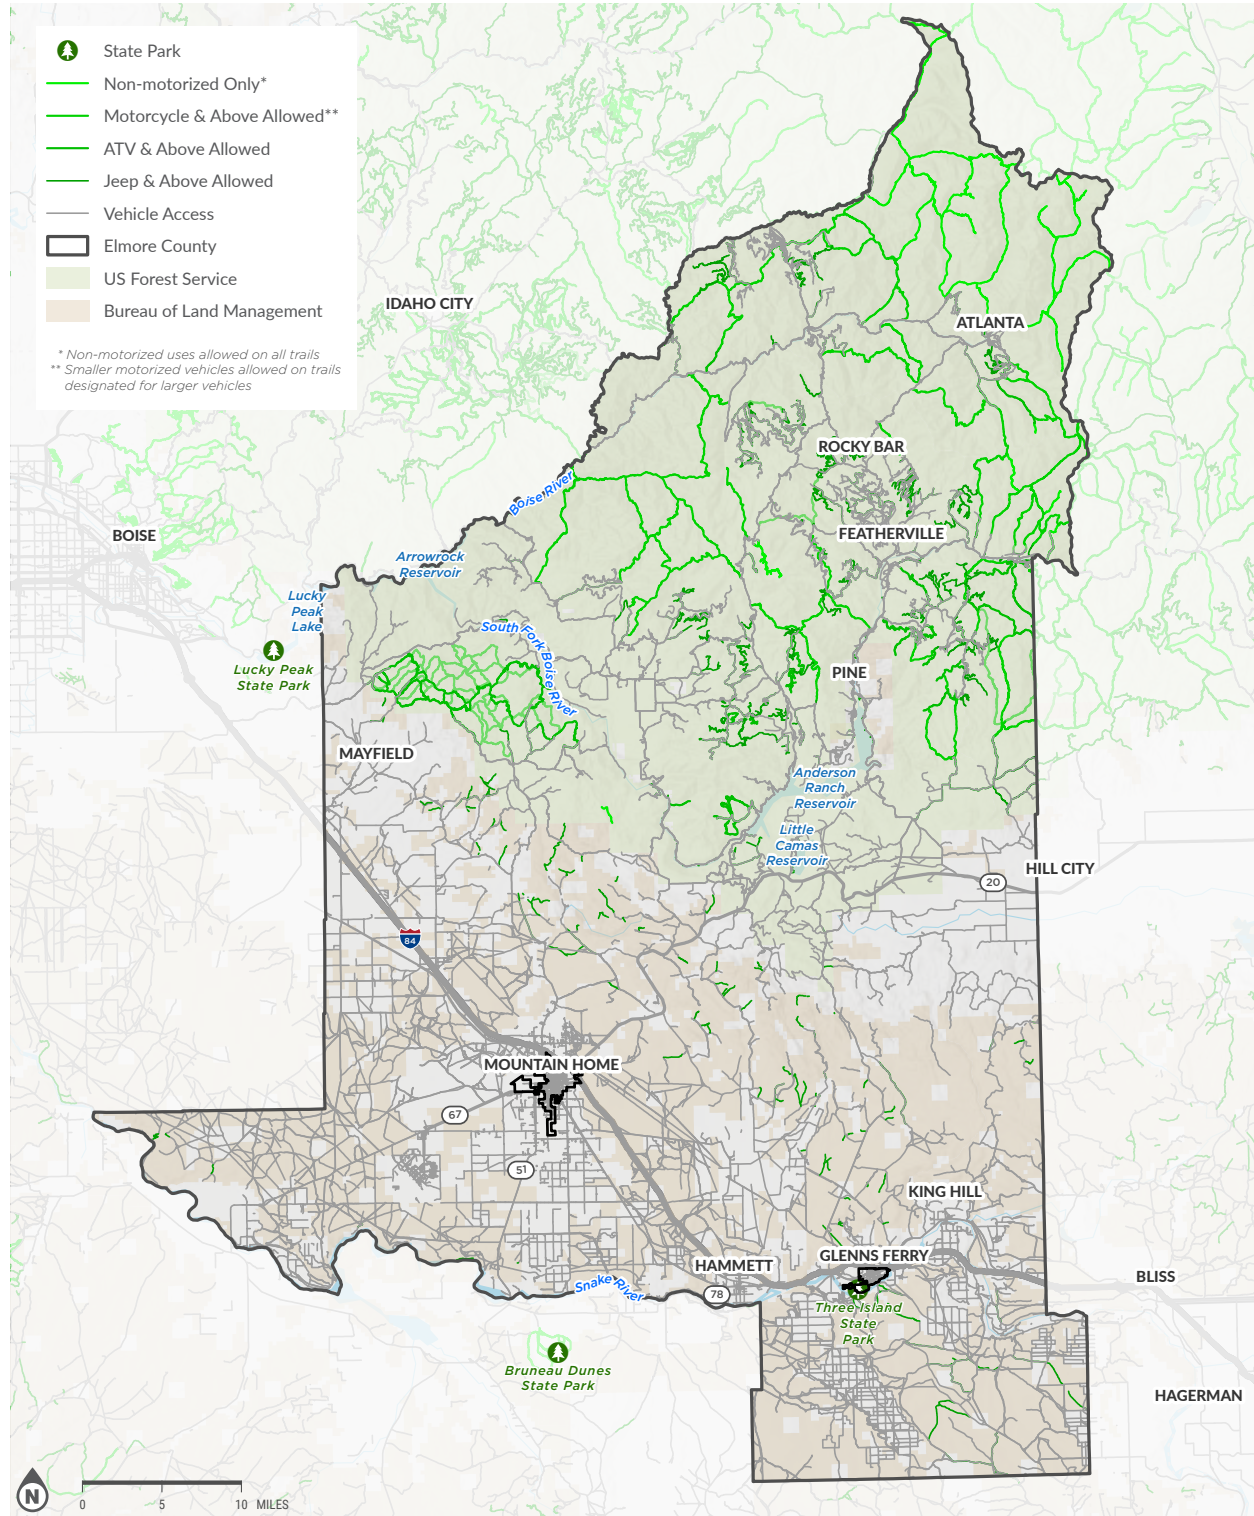 State Park
Non-motorized Only*
Motorcycle & Above Allowed**
ATV & Above Allowed
Jeep & Above Allowed
Vehicle Access
Elmore County
US Forest Service
Bureau of Land Management
* Non-motorized uses allowed on all trails
** Smaller motorized vehicles allowed on trails
designated for larger vehicles
IDAHO CITY
ATLANTA
ROCKY BAR
Boise River
BOISE
FEATHERVILLE
Arrowrock
Reservoir
Lucky
Peak
Lake
South Fork Boise River
Lucky Peak
State Park
PINE
MAYFIELD
Anderson
Ranch
Reservoir
Little
Camas
Reservoir
HILL CITY
20
84
MOUNTAIN HOME
67
51
KING HILL
GLENNS FERRY
HAMMETT
BLISS
Snake River
78
Three Island
State
Park
Bruneau Dunes
State Park
HAGERMAN
N
0 5 10 MILES